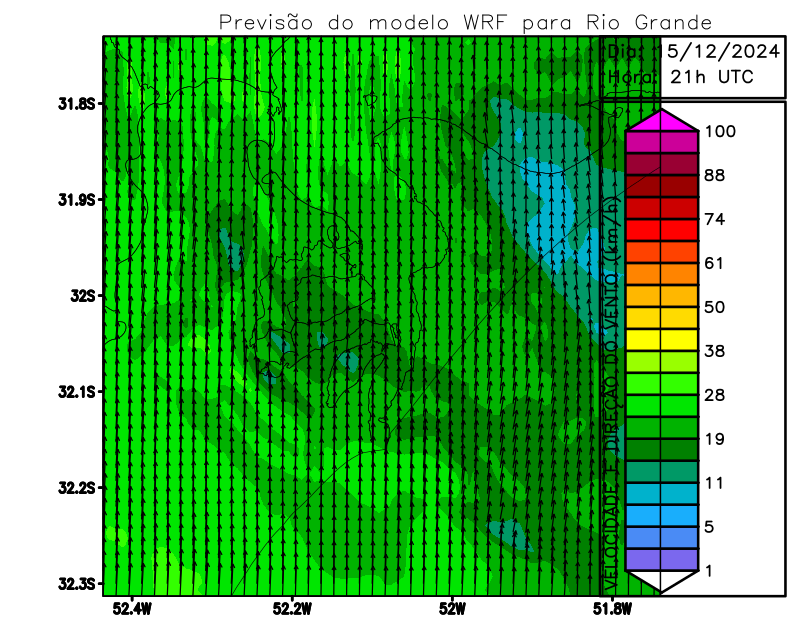 Previsão do modelo WRF para Rio Grande
Dia: 15/12/2024
Hora: 21h UTC
31.8S
31.9S
32S
32.1S
32.2S
32.3S
52.4W
52.2W
52W
51.8W
VELOCIDADE E DIREÇÃO DO VENTO (km/h)
100
88
74
61
50
38
28
19
11
5
1